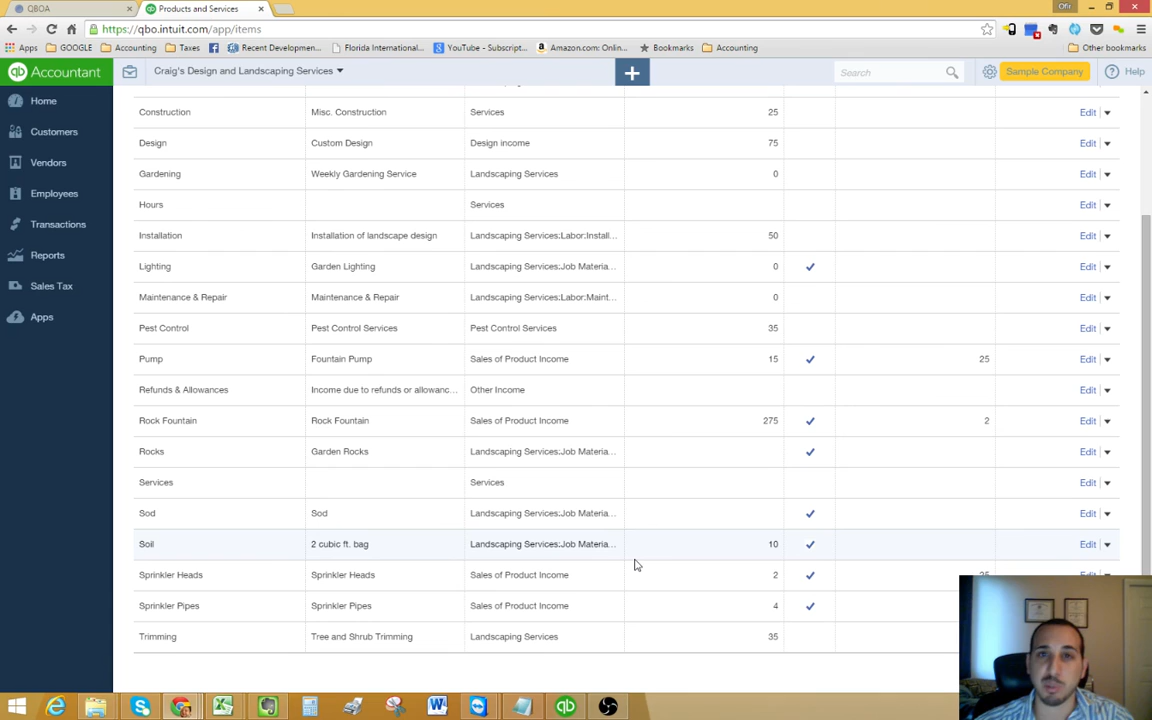 QBOA
Products and Services
Ofir
https://qbo.intuit.com/app/items
Apps GOOGLE Accounting Taxes Recent Developmen... Florida International... YouTube - Subscript... Amazon.com: Onlin... Bookmarks Accounting Other bookmarks
qb Accountant Craig's Design and Landscaping Services Search Sample Company Help
Home
Customers
Vendors
Employees
Transactions
Reports
Sales Tax
Apps
Construction Misc. Construction Services 25 Edit
Design Custom Design Design income 75 Edit
Gardening Weekly Gardening Service Landscaping Services 0 Edit
Hours Services Edit
Installation Installation of landscape design Landscaping Services:Labor:Install... 50 Edit
Lighting Garden Lighting Landscaping Services:Job Materia... 0 Edit
Maintenance & Repair Maintenance & Repair Landscaping Services:Labor:Maint... 0 Edit
Pest Control Pest Control Services Pest Control Services 35 Edit
Pump Fountain Pump Sales of Product Income 15 25 Edit
Refunds & Allowances Income due to refunds or allowanc... Other Income Edit
Rock Fountain Rock Fountain Sales of Product Income 275 2 Edit
Rocks Garden Rocks Landscaping Services:Job Materia... Edit
Services Services Edit
Sod Sod Landscaping Services:Job Materia... Edit
Soil 2 cubic ft. bag Landscaping Services:Job Materia... 10 Edit
Sprinkler Heads Sprinkler Heads Sales of Product Income 2
Sprinkler Pipes Sprinkler Pipes Sales of Product Income 4
Trimming Tree and Shrub Trimming Landscaping Services 35